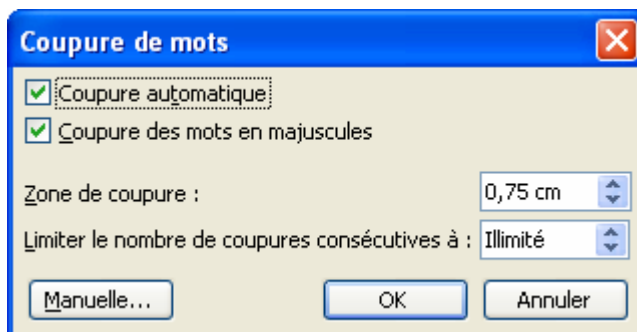 Coupure de mots
Coupure automatique
Coupure des mots en majuscules
Zone de coupure : 0,75 cm
Limiter le nombre de coupures consécutives à : Illimité
Manuelle... OK Annuler